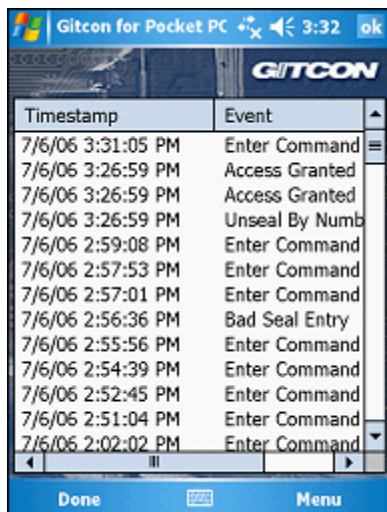 Gitcon for Pocket PC 3:32 ok
GITCON
Timestamp Event
7/6/06 3:31:05 PM Enter Command
7/6/06 3:26:59 PM Access Granted
7/6/06 3:26:59 PM Access Granted
7/6/06 3:26:59 PM Unseal By Numb
7/6/06 2:59:08 PM Enter Command
7/6/06 2:57:53 PM Enter Command
7/6/06 2:57:01 PM Enter Command
7/6/06 2:56:36 PM Bad Seal Entry
7/6/06 2:55:56 PM Enter Command
7/6/06 2:54:39 PM Enter Command
7/6/06 2:52:45 PM Enter Command
7/6/06 2:51:04 PM Enter Command
7/6/06 2:02:02 PM Enter Command
Done Menu